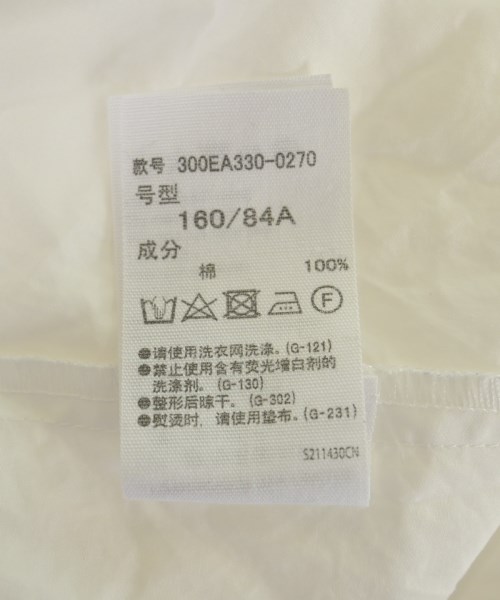 款号 300EA330-0270
号型
160/84A
成分
棉 100%
F
●请使用洗衣网洗涤。(G-121)
●禁止使用含有荧光增白剂的
洗涤剂。(G-130)
●整形后晾干。(G-302)
●熨烫时，请使用垫布。(G-231)
S211430CN